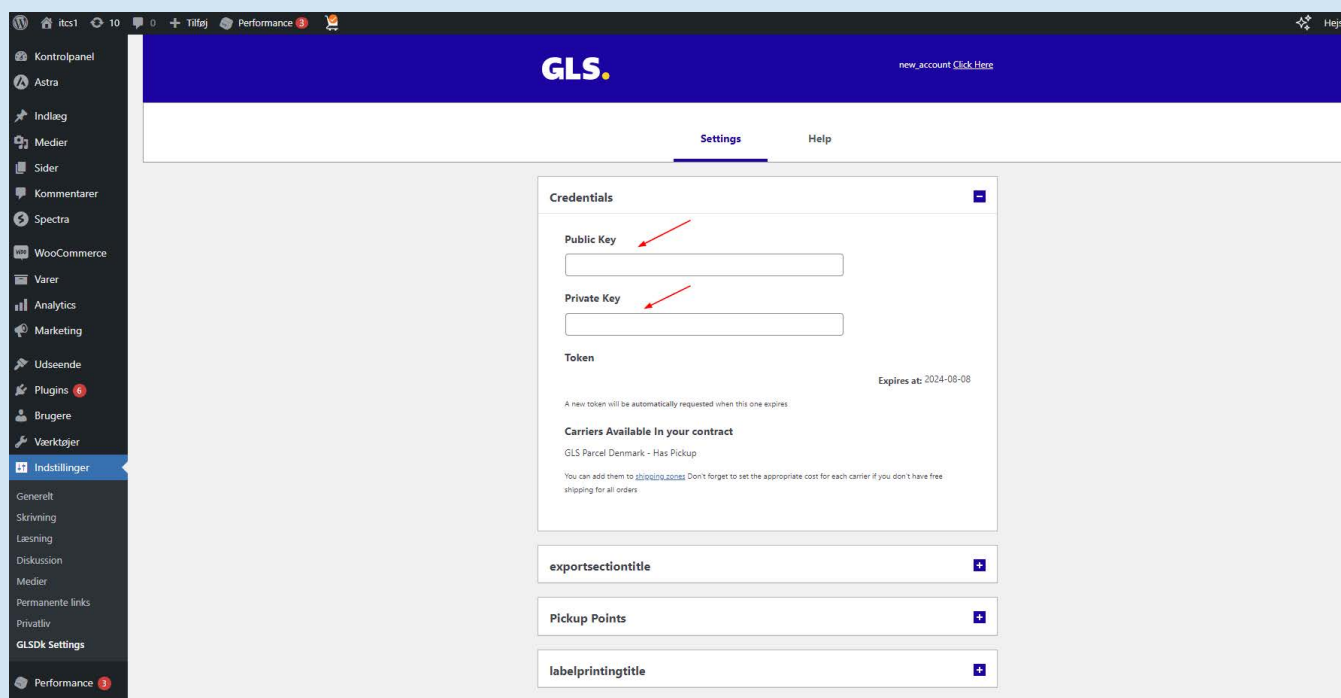 itcs1 10 0 Tilføj Performance 3
Hejs
Kontrolpanel
Astra
Indlæg
Medier
Sider
Kommentarer
Spectra
WooCommerce
Varer
Analytics
Marketing
Udseende
Plugins 6
Brugere
Værktøjer
Indstillinger
Generelt
Skrivning
Læsning
Diskussion
Medier
Permanente links
Privatliv
GLSDk Settings
Performance 3
GLS.
new_account Click Here
Settings Help
Credentials
Public Key
Private Key
Token
Expires at: 2024-08-08
A new token will be automatically requested when this one expires
Carriers Available In your contract
GLS Parcel Denmark - Has Pickup
You can add them to shipping zones Don't forget to set the appropriate cost for each carrier if you don't have free
shipping for all orders
exportsectiontitle
Pickup Points
labelprintingtitle